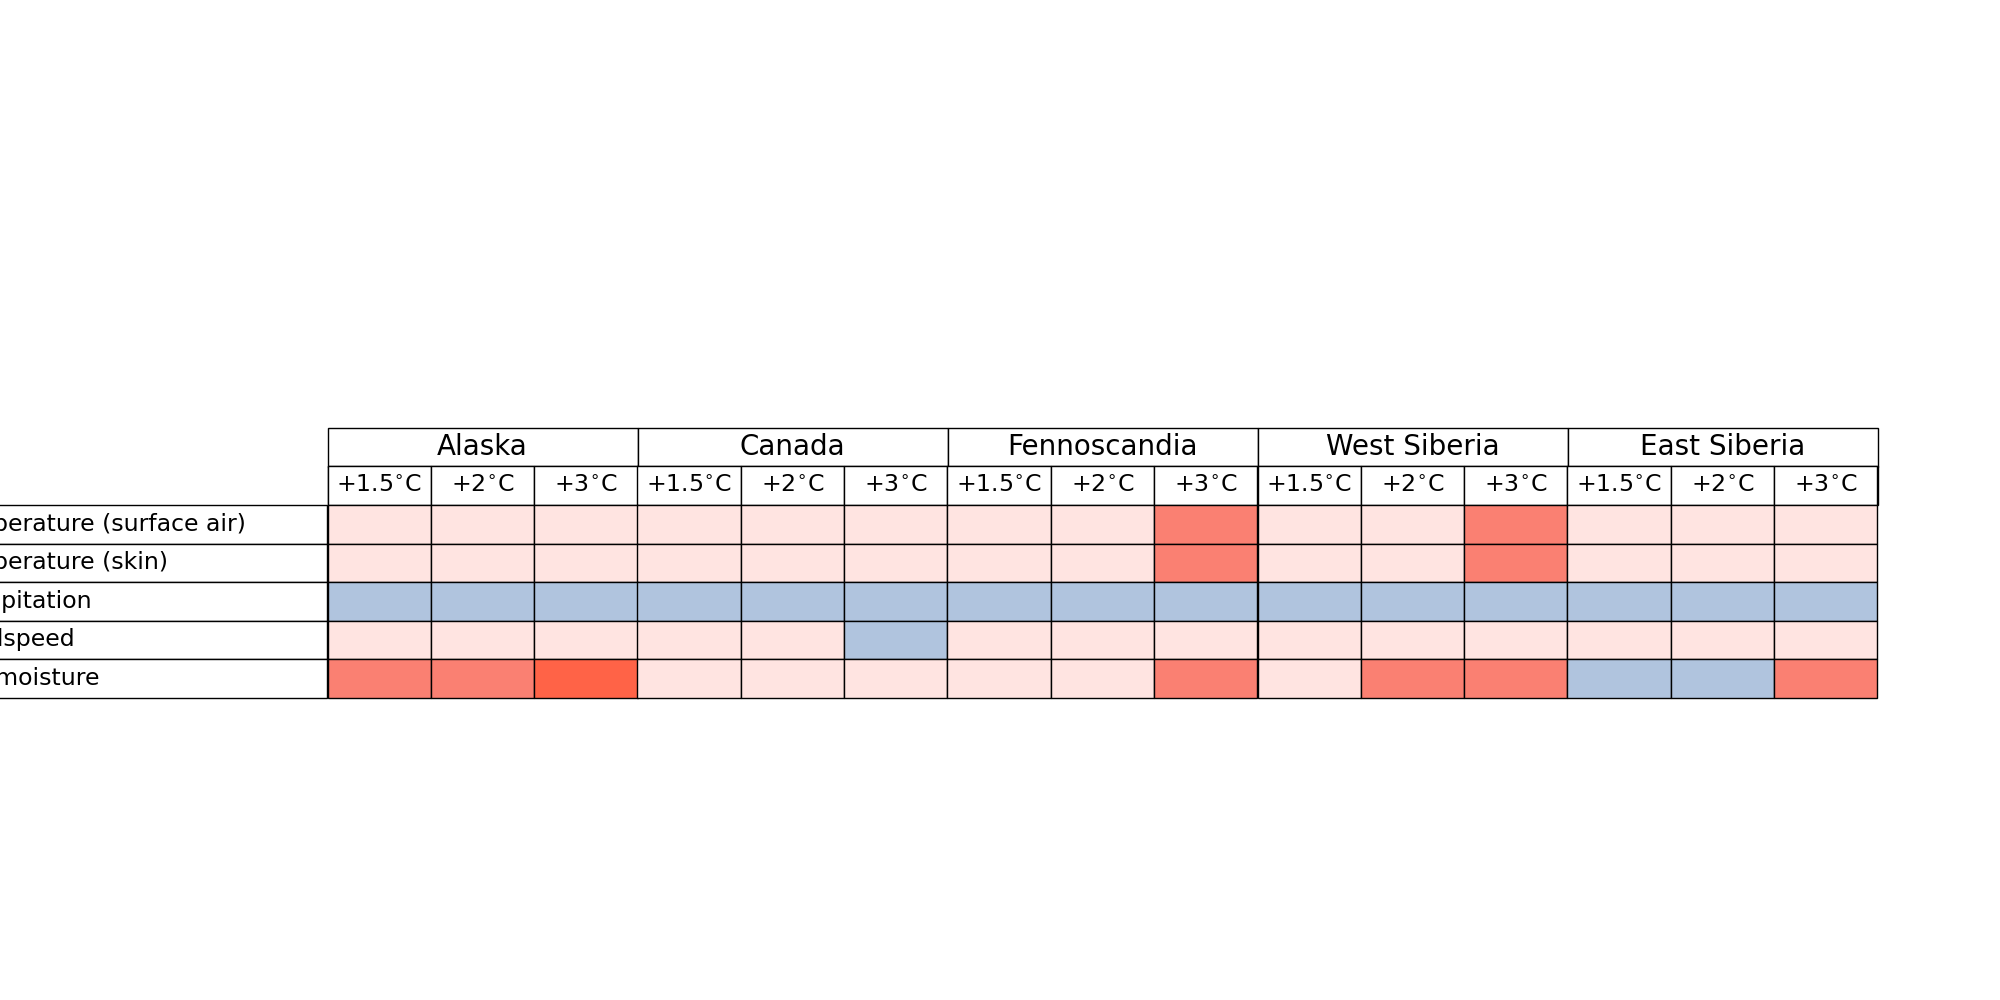 Alaska Canada Fennoscandia West Siberia East Siberia
+1.5°C +2°C +3°C +1.5°C +2°C +3°C +1.5°C +2°C +3°C +1.5°C +2°C +3°C +1.5°C +2°C +3°C
perature (surface air)
perature (skin)
pitation
lspeed
moisture